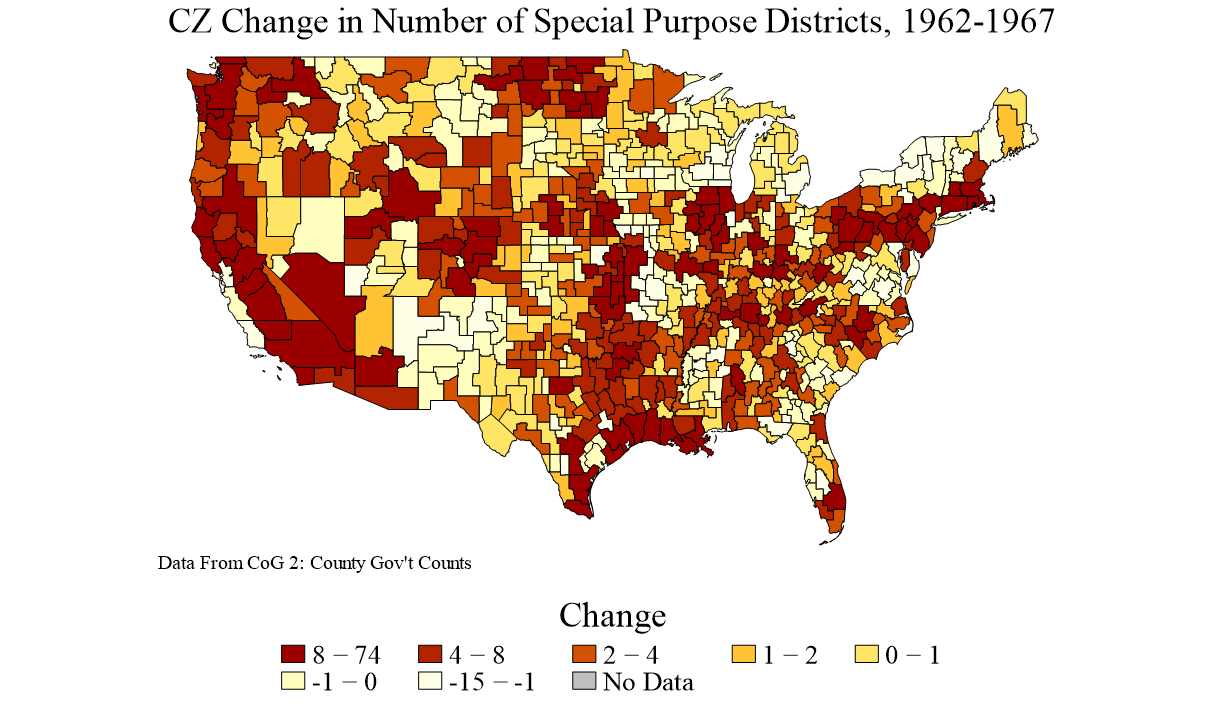 CZ Change in Number of Special Purpose Districts, 1962-1967
Data From CoG 2: County Gov't Counts
Change
8 − 74 4 − 8 2 − 4 1 − 2 0 − 1
-1 − 0 -15 − -1 No Data